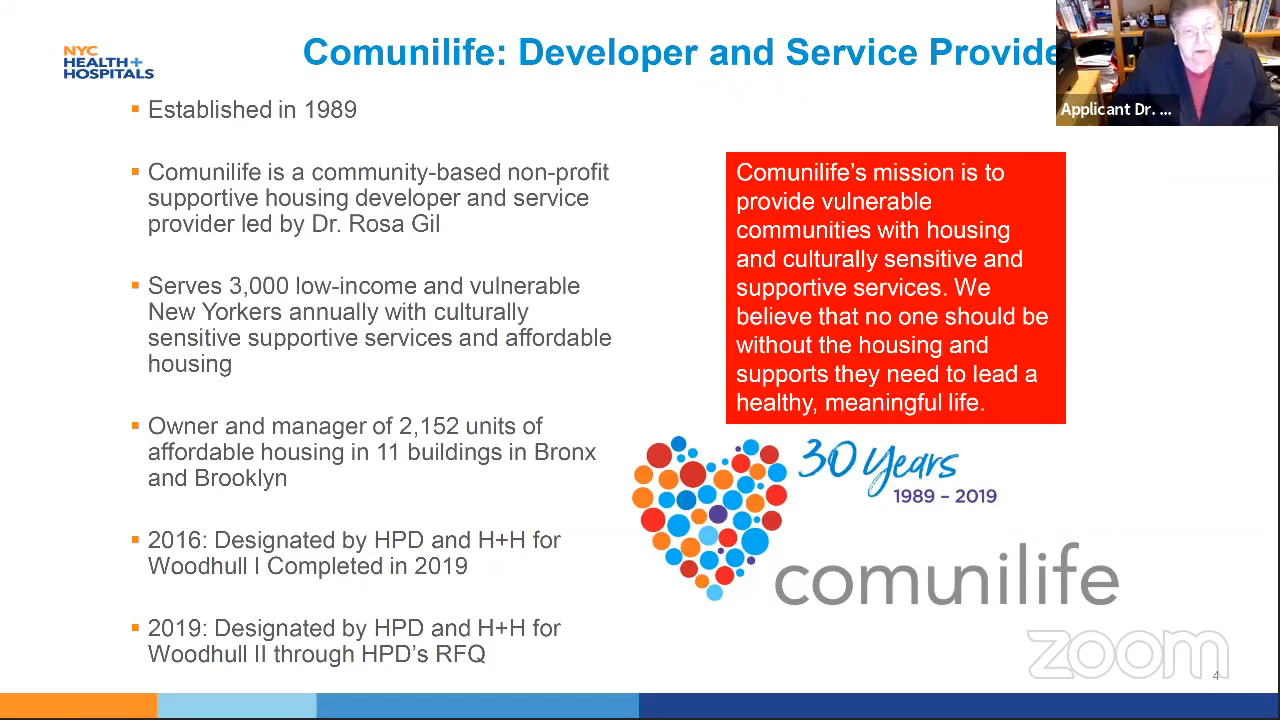 NYC
HEALTH+
HOSPITALS
Comunilife: Developer and Service Provide
Applicant Dr. ...
▪ Established in 1989
▪ Comunilife is a community-based non-profit
supportive housing developer and service
provider led by Dr. Rosa Gil
▪ Serves 3,000 low-income and vulnerable
New Yorkers annually with culturally
sensitive supportive services and affordable
housing
▪ Owner and manager of 2,152 units of
affordable housing in 11 buildings in Bronx
and Brooklyn
▪ 2016: Designated by HPD and H+H for
Woodhull I Completed in 2019
▪ 2019: Designated by HPD and H+H for
Woodhull II through HPD's RFQ
Comunilife's mission is to
provide vulnerable
communities with housing
and culturally sensitive and
supportive services. We
believe that no one should be
without the housing and
supports they need to lead a
healthy, meaningful life.
30 Years
1989 – 2019
comunilife
zoom
4